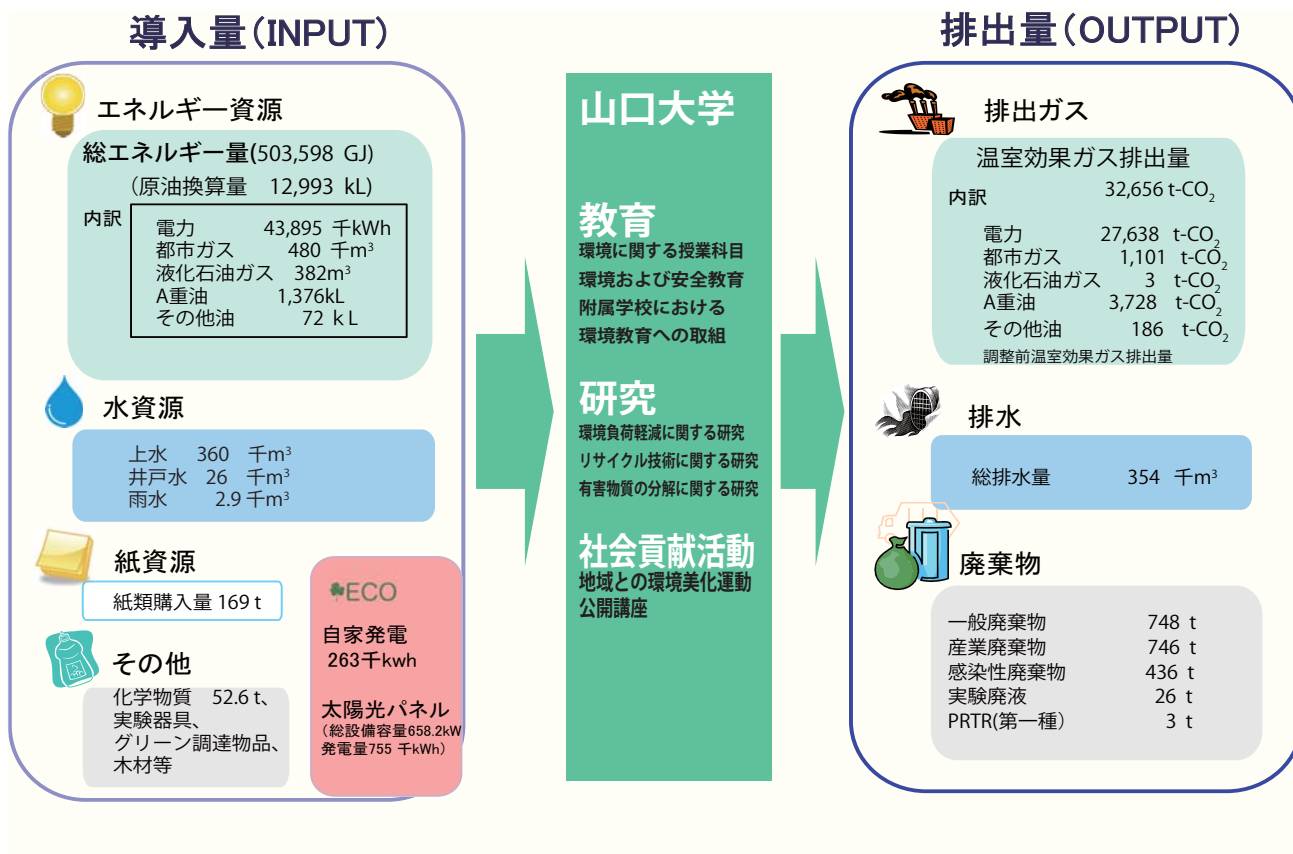 導入量（INPUT）
エネルギー資源
総エネルギー量(503,598 GJ)
（原油換算量 12,993 kL）
内訳
電力 43,895 千kWh
都市ガス 480 千m³
液化石油ガス 382m³
A重油 1,376kL
その他油 72 k L
水資源
上水 360 千m³
井戸水 26 千m³
雨水 2.9 千m³
紙資源
紙類購入量 169 t
その他
化学物質 52.6 t、
実験器具、
グリーン調達物品、
木材等
ECO
自家発電
263千kwh
太陽光パネル
（総設備容量658.2kW
発電量755 千kWh）
山口大学
教育
環境に関する授業科目
環境および安全教育
附属学校における
環境教育への取組
研究
環境負荷軽減に関する研究
リサイクル技術に関する研究
有害物質の分解に関する研究
社会貢献活動
地域との環境美化運動
公開講座
排出量（OUTPUT）
排出ガス
温室効果ガス排出量
32,656 t-CO₂
内訳
電力 27,638 t-CO₂
都市ガス 1,101 t-CO₂
液化石油ガス 3 t-CO₂
A重油 3,728 t-CO₂
その他油 186 t-CO₂
調整前温室効果ガス排出量
排水
総排水量 354 千m³
廃棄物
一般廃棄物 748 t
産業廃棄物 746 t
感染性廃棄物 436 t
実験廃液 26 t
PRTR(第一種） 3 t